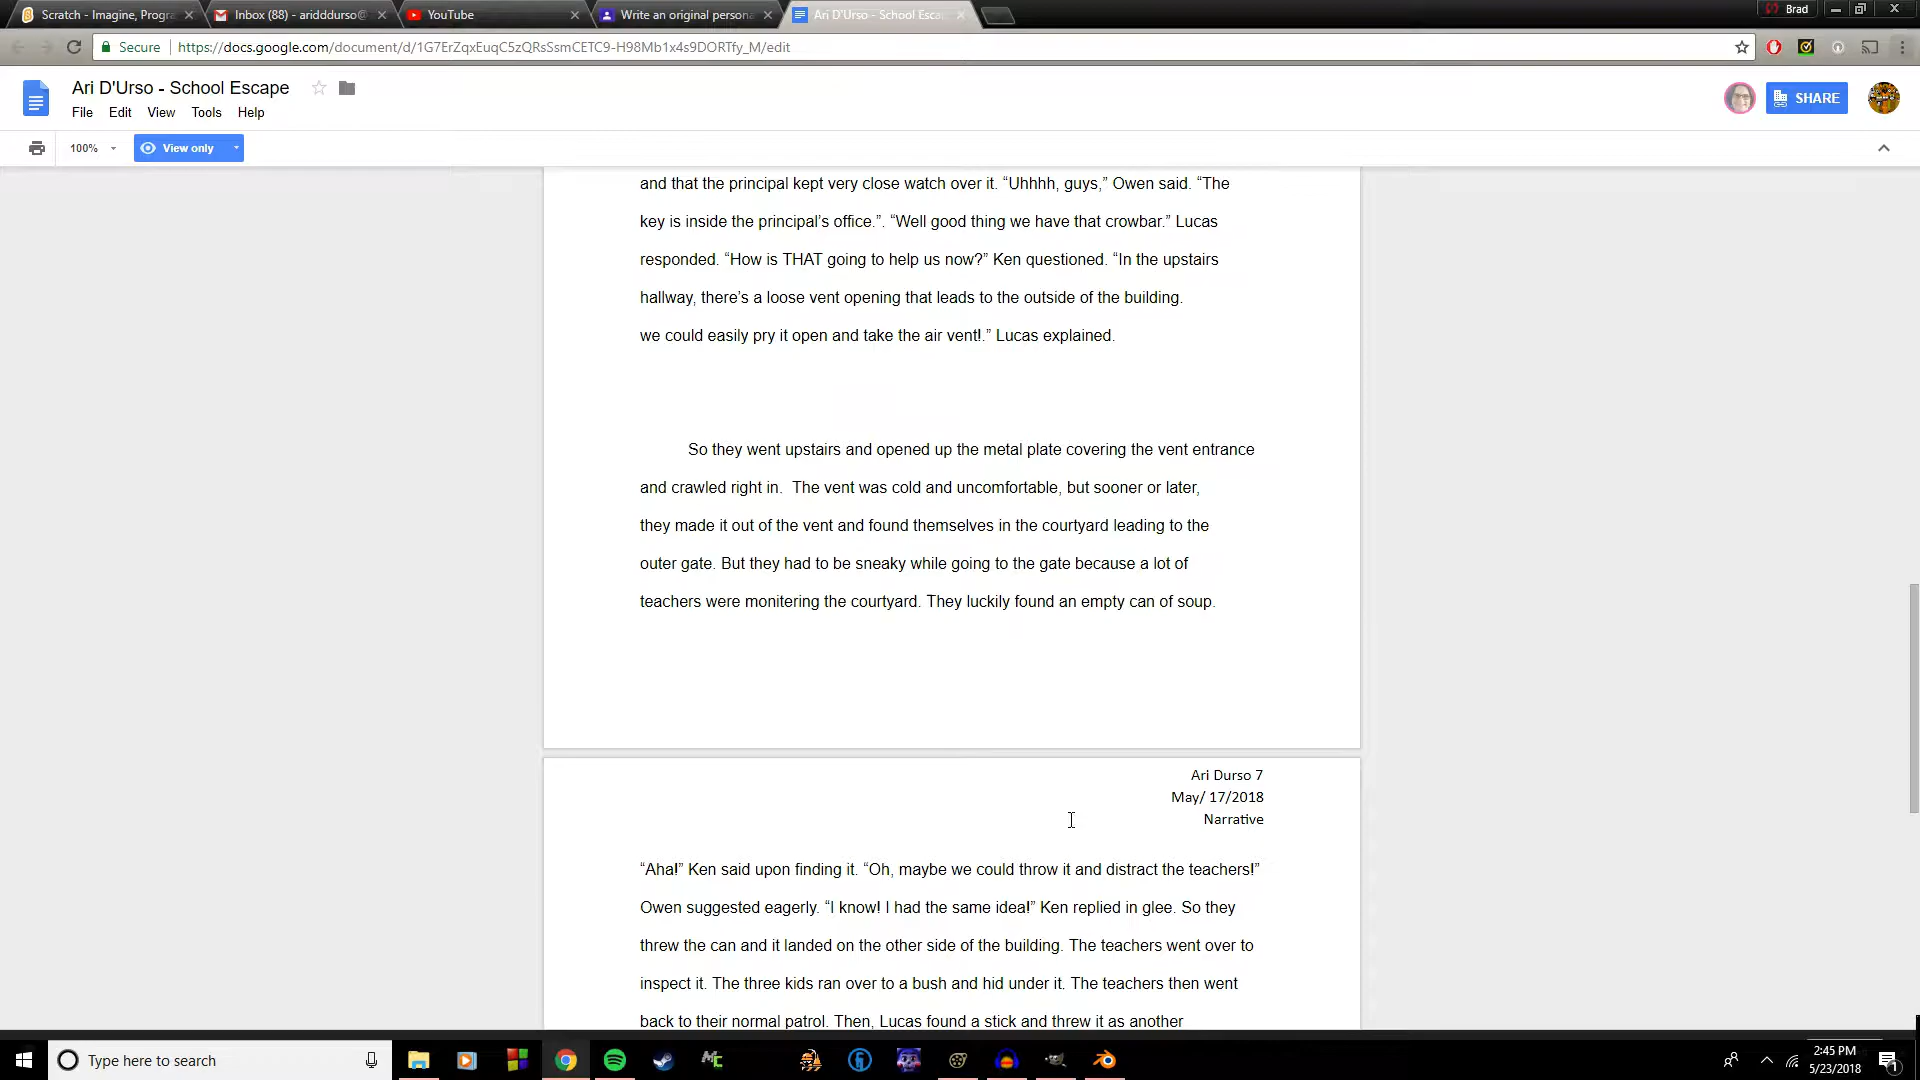 Scratch - Imagine, Progra
Inbox (88) - aridddurso@
YouTube
Write an original persona
Ari D'Urso - School Esca
Brad
Secure
https://docs.google.com/document/d/1G7ErZqxEuqC5zQRsSsmCETC9-H98Mb1x4s9DORTfy_M/edit
Ari D'Urso - School Escape
SHARE
File Edit View Tools Help
100%
View only
and that the principal kept very close watch over it. “Uhhhh, guys,” Owen said. “The
key is inside the principal’s office.”. “Well good thing we have that crowbar.” Lucas
responded. “How is THAT going to help us now?” Ken questioned. “In the upstairs
hallway, there’s a loose vent opening that leads to the outside of the building.
we could easily pry it open and take the air vent!.” Lucas explained.
So they went upstairs and opened up the metal plate covering the vent entrance
and crawled right in.  The vent was cold and uncomfortable, but sooner or later,
they made it out of the vent and found themselves in the courtyard leading to the
outer gate. But they had to be sneaky while going to the gate because a lot of
teachers were monitering the courtyard. They luckily found an empty can of soup.
Ari Durso 7
May/ 17/2018
Narrative
“Aha!” Ken said upon finding it. “Oh, maybe we could throw it and distract the teachers!”
Owen suggested eagerly. “I know! I had the same idea!” Ken replied in glee. So they
threw the can and it landed on the other side of the building. The teachers went over to
inspect it. The three kids ran over to a bush and hid under it. The teachers then went
back to their normal patrol. Then, Lucas found a stick and threw it as another
Type here to search
2:45 PM
5/23/2018
1